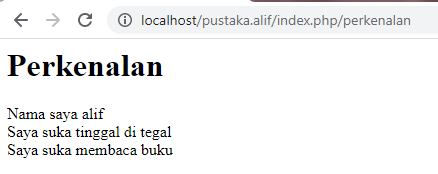 localhost/pustaka.alif/index.php/perkenalan
Perkenalan
Nama saya alif
Saya suka tinggal di tegal
Saya suka membaca buku